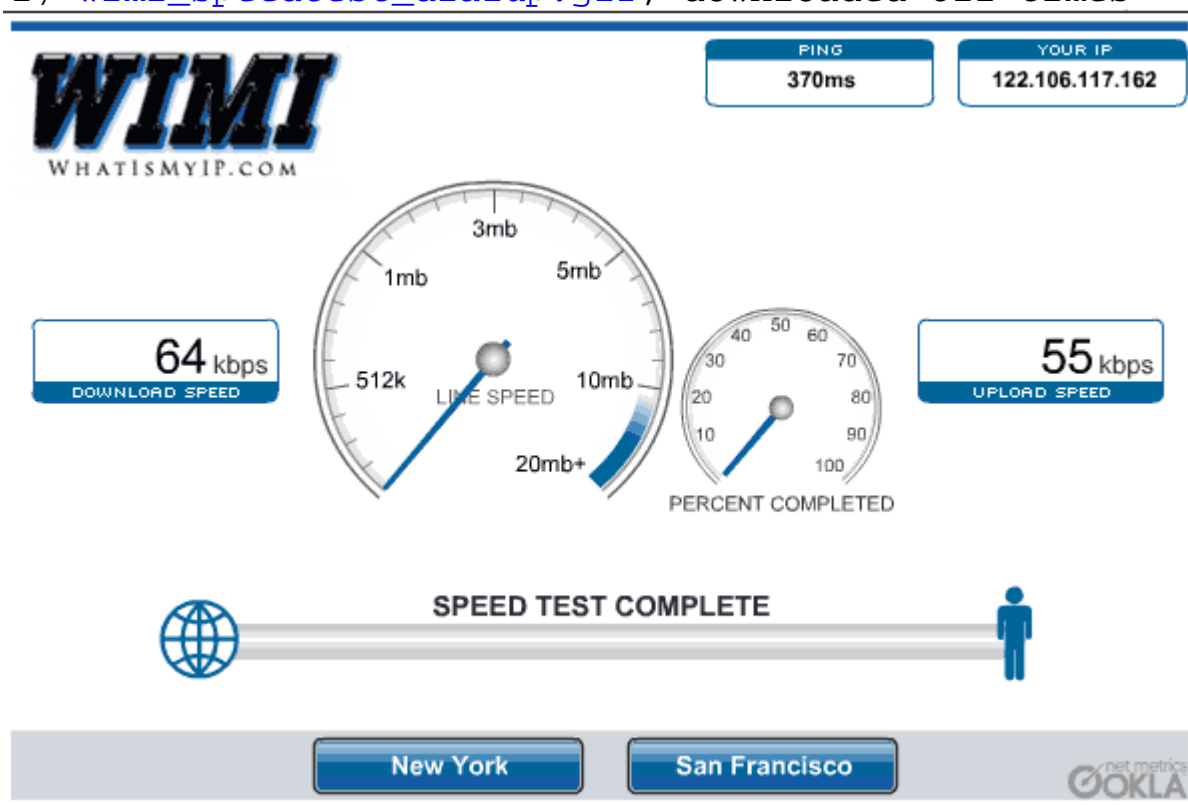 PING
370ms
YOUR IP
122.106.117.162
WIMI
WHATISMYIP.COM
3mb
1mb
5mb
512k
10mb
LINE SPEED
20mb+
64 kbps
DOWNLOAD SPEED
50
40
60
30
70
20
80
10
90
100
PERCENT COMPLETED
55 kbps
UPLOAD SPEED
SPEED TEST COMPLETE
New York
San Francisco
net metrics
OOKLA